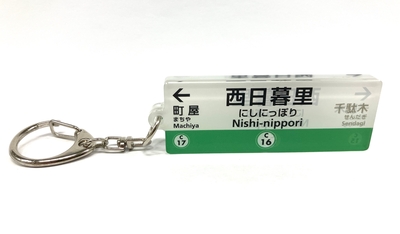 西日暮里
にしにっぽり
Nishi-nippori
← 町屋
まちや
Machiya
C
17
C
16
→
千駄木
せんだぎ
Sendagi